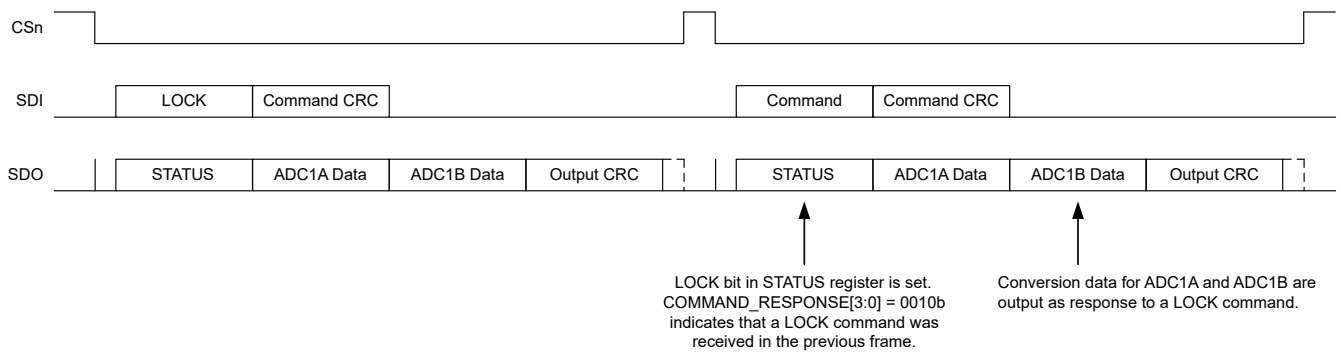 CSn
SDI LOCK Command CRC Command Command CRC
SDO STATUS ADC1A Data ADC1B Data Output CRC STATUS ADC1A Data ADC1B Data Output CRC
LOCK bit in STATUS register is set.
COMMAND_RESPONSE[3:0] = 0010b
indicates that a LOCK command was
received in the previous frame.
Conversion data for ADC1A and ADC1B are
output as response to a LOCK command.